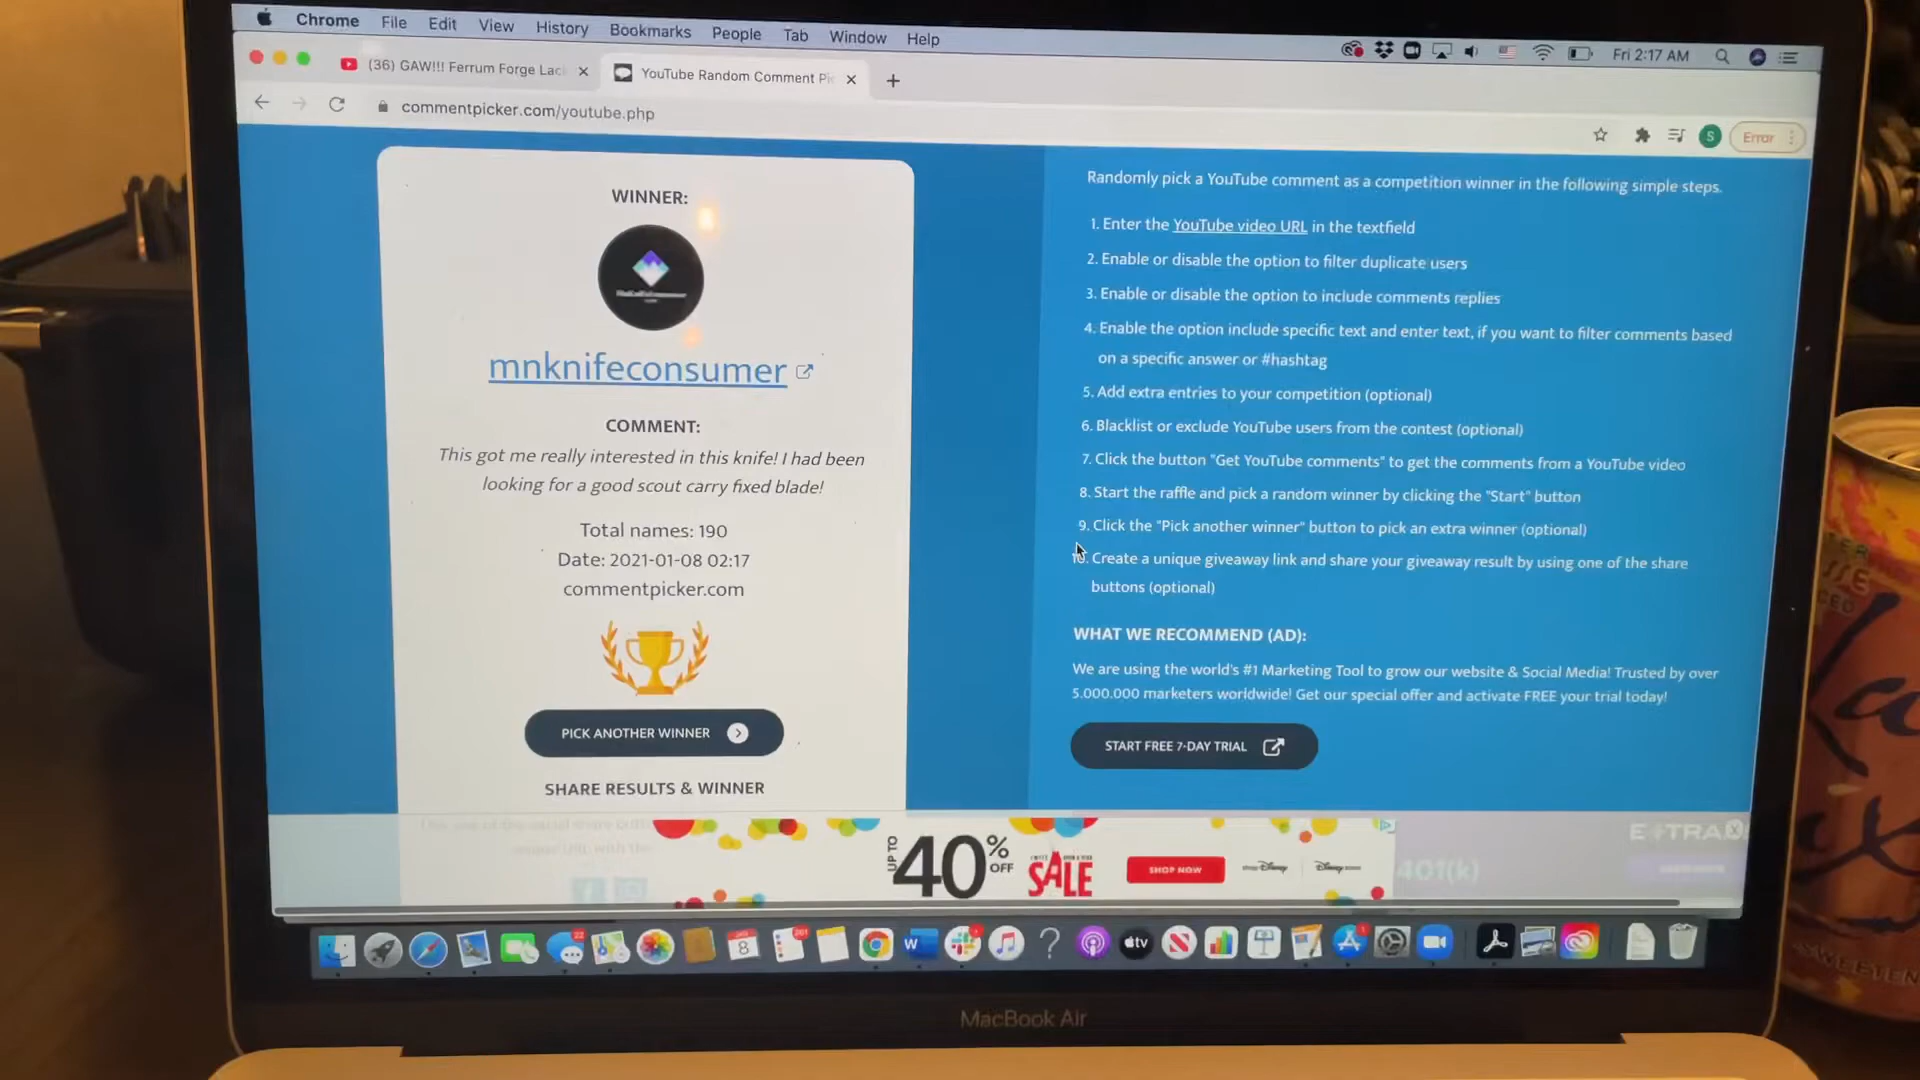 Chrome File Edit View History Bookmarks People Tab Window Help
Fri 2:17 AM
(36) GAW!!! Ferrum Forge Lac
YouTube Random Comment Pi
commentpicker.com/youtube.php
S
Error
WINNER:
mnknifeconsumer
COMMENT:
This got me really interested in this knife! I had been
looking for a good scout carry fixed blade!
Total names: 190
Date: 2021-01-08 02:17
commentpicker.com
PICK ANOTHER WINNER
SHARE RESULTS & WINNER
Randomly pick a YouTube comment as a competition winner in the following simple steps.
1. Enter the YouTube video URL in the textfield
2. Enable or disable the option to filter duplicate users
3. Enable or disable the option to include comments replies
4. Enable the option include specific text and enter text, if you want to filter comments based
on a specific answer or #hashtag
5. Add extra entries to your competition (optional)
6. Blacklist or exclude YouTube users from the contest (optional)
7. Click the button "Get YouTube comments" to get the comments from a YouTube video
8. Start the raffle and pick a random winner by clicking the "Start" button
9. Click the "Pick another winner" button to pick an extra winner (optional)
10. Create a unique giveaway link and share your giveaway result by using one of the share
buttons (optional)
WHAT WE RECOMMEND (AD):
We are using the world's #1 Marketing Tool to grow our website & Social Media! Trusted by over
5.000.000 marketers worldwide! Get our special offer and activate FREE your trial today!
START FREE 7-DAY TRIAL
UP TO 40% OFF
SALE
SHOP NOW
shopDisney
Disney store
E*TRA
401(k)
22
JAN
8
261
W
tv
1
MacBook Air